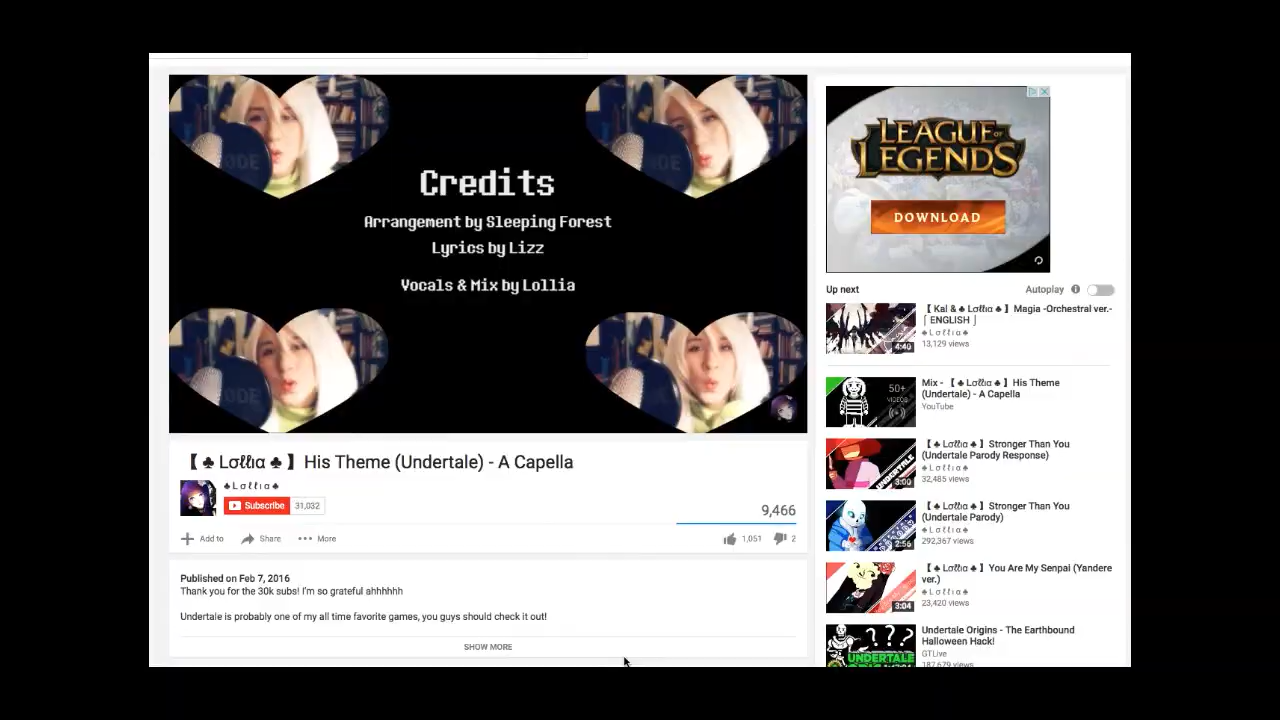 Credits
Arrangement by Sleeping Forest
Lyrics by Lizz
Vocals & Mix by Lollia
【 ♣ Lσℓℓια ♣ 】His Theme (Undertale) - A Capella
♣ L σ ℓ ℓ ι α ♣
Subscribe 31,032
9,466
Add to Share More 1,051 2
Published on Feb 7, 2016
Thank you for the 30k subs! I'm so grateful ahhhhhh
Undertale is probably one of my all time favorite games, you guys should check it out!
SHOW MORE
LEAGUE OF
LEGENDS
DOWNLOAD
Up next Autoplay
【 Kal & ♣ Lσℓℓια ♣ 】Magia -Orchestral ver.-
⌈ ENGLISH ⌋
♣ L σ ℓ ℓ ι α ♣
13,129 views
4:40
Mix - 【 ♣ Lσℓℓια ♣ 】His Theme
(Undertale) - A Capella
YouTube
50+
VIDEOS
【 ♣ Lσℓℓια ♣ 】Stronger Than You
(Undertale Parody Response)
♣ L σ ℓ ℓ ι α ♣
32,485 views
UNDERTALE
3:00
【 ♣ Lσℓℓια ♣ 】Stronger Than You
(Undertale Parody)
♣ L σ ℓ ℓ ι α ♣
292,367 views
2:56
【 ♣ Lσℓℓια ♣ 】You Are My Senpai (Yandere
ver.)
♣ L σ ℓ ℓ ι α ♣
23,420 views
3:04
Undertale Origins - The Earthbound
Halloween Hack!
GTLive
187,679 views
???
UNDERTALE